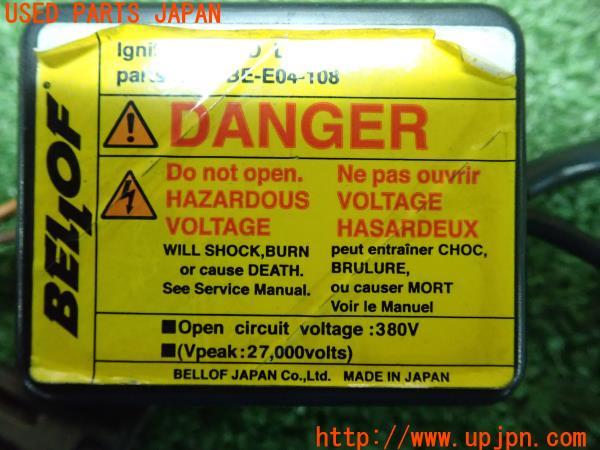 USED PARTS JAPAN
parts BE-E04-108
BELLOF
DANGER
Do not open.
HAZARDOUS
VOLTAGE
WILL SHOCK,BURN
or cause DEATH.
See Service Manual.
Ne pas ouvrir
VOLTAGE
HASARDEUX
peut entraîner CHOC,
BRULURE,
ou causer MORT
Voir le Manuel
■Open circuit voltage :380V
■(Vpeak:27,000volts)
BELLOF JAPAN Co.,Ltd. MADE IN JAPAN
http://www.upjpn.com/